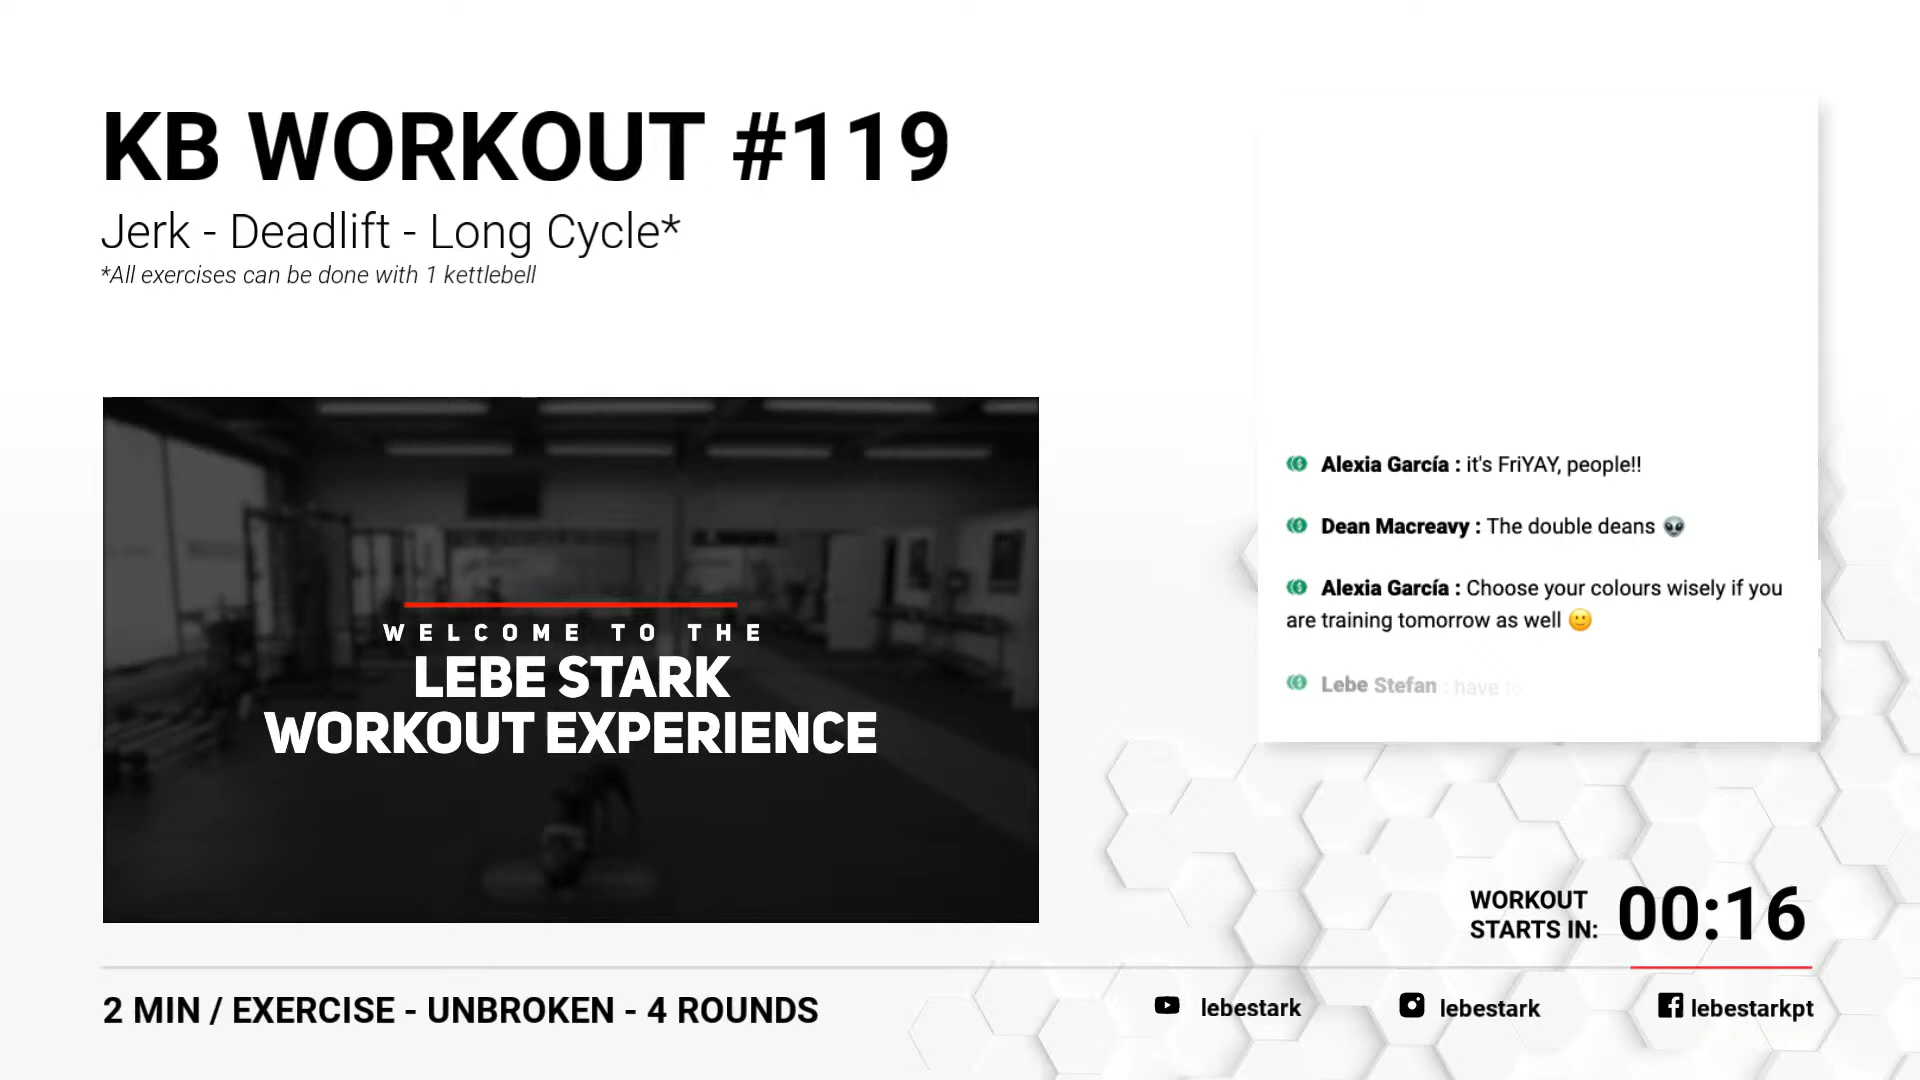 KB WORKOUT #119
Jerk - Deadlift - Long Cycle*
*All exercises can be done with 1 kettlebell
WELCOME TO THE
LEBE STARK
WORKOUT EXPERIENCE
Alexia García : it's FriYAY, people!!
Dean Macreavy : The double deans 👽
Alexia García : Choose your colours wisely if you
are training tomorrow as well 🙂
Lebe Stefan : have to
WORKOUT
STARTS IN:
00:16
2 MIN / EXERCISE - UNBROKEN - 4 ROUNDS
lebestark
lebestark
lebestarkpt